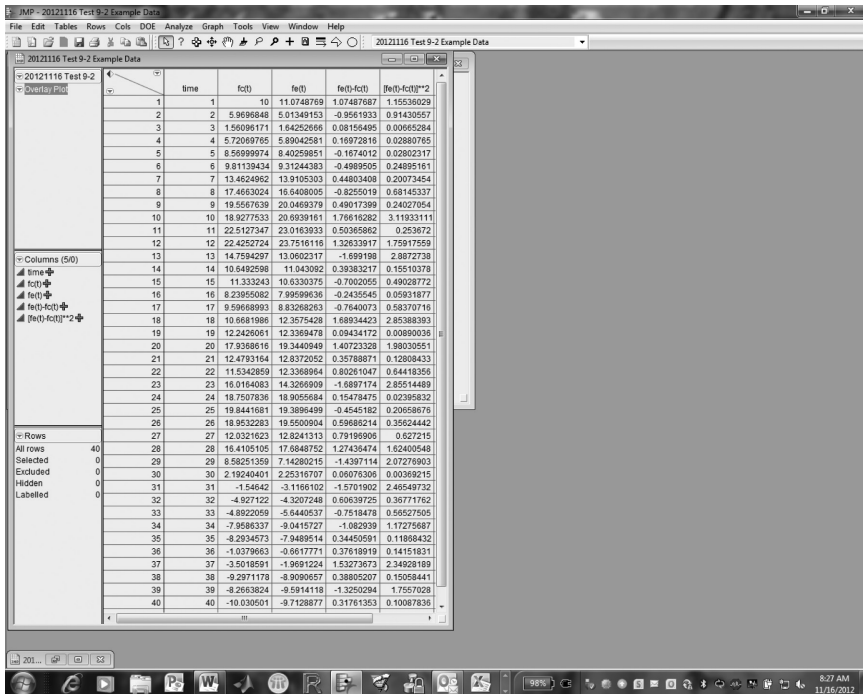 JMP - 20121116 Test 9-2 Example Data
File Edit Tables Rows Cols DOE Analyze Graph Tools View Window Help
20121116 Test 9-2 Example Data
20121116 Test 9-2 Example Data
20121116 Test 9-2
Overlay Plot
time fc(t) fe(t) fe(t)-fc(t) [fe(t)-fc(t)]**2
1 1 10 11.0748769 1.07487687 1.15536029
2 2 5.9696848 5.01349153 -0.9561933 0.91430557
3 3 1.56096171 1.64252666 0.08156495 0.00665284
4 4 5.72069765 5.89042581 0.16972816 0.02880765
5 5 8.56999974 8.40259851 -0.1674012 0.02802317
6 6 9.81139434 9.31244383 -0.4989505 0.24895161
7 7 13.4624962 13.9105303 0.44803408 0.20073454
8 8 17.4663024 16.6408005 -0.8255019 0.68145337
9 9 19.5567639 20.0469379 0.49017399 0.24027054
10 10 18.9277533 20.6939161 1.76616282 3.11933111
11 11 22.5127347 23.0163933 0.50365862 0.253672
12 12 22.4252724 23.7516116 1.32633917 1.75917559
13 13 14.7594297 13.0602317 -1.699198 2.8872738
14 14 10.6492598 11.043092 0.39383217 0.15510378
15 15 11.333243 10.6330375 -0.7002055 0.49028772
16 16 8.23955082 7.99599636 -0.2435545 0.05931877
17 17 9.59668993 8.83268263 -0.7640073 0.58370716
18 18 10.6681986 12.3575428 1.68934423 2.85388393
19 19 12.2426061 12.3369478 0.09434172 0.00890036
20 20 17.9368616 19.3440949 1.40723328 1.98030551
21 21 12.4793164 12.8372052 0.35788871 0.12808433
22 22 11.5342859 12.3368964 0.80261047 0.64418356
23 23 16.0164083 14.3266909 -1.6897174 2.85514489
24 24 18.7507836 18.9055684 0.15478475 0.02395832
25 25 19.8441681 19.3896499 -0.4545182 0.20658676
26 26 18.9532283 19.5500904 0.59686214 0.35624442
27 27 12.0321623 12.8241313 0.79196906 0.627215
28 28 16.4105105 17.6848752 1.27436474 1.62400548
29 29 8.58251359 7.14280215 -1.4397114 2.07276903
30 30 2.19240401 2.25316707 0.06076306 0.00369215
31 31 -1.54642 -3.1166102 -1.5701902 2.46549732
32 32 -4.927122 -4.3207248 0.60639725 0.36771762
33 33 -4.8922059 -5.6440537 -0.7518478 0.56527505
34 34 -7.9586337 -9.0415727 -1.082939 1.17275687
35 35 -8.2934573 -7.9489514 0.34450591 0.11868432
36 36 -1.0379663 -0.6617771 0.37618919 0.14151831
37 37 -3.5018591 -1.9691224 1.53273673 2.34928189
38 38 -9.2971178 -8.9090657 0.38805207 0.15058441
39 39 -8.2663824 -9.5914118 -1.3250294 1.7557028
40 40 -10.030501 -9.7128877 0.31761353 0.10087836
Columns (5/0)
time
fc(t)
fe(t)
fe(t)-fc(t)
[fe(t)-fc(t)]**2
Rows
All rows 40
Selected 0
Excluded 0
Hidden 0
Labelled 0
201...
98%
8:27 AM
11/16/2012